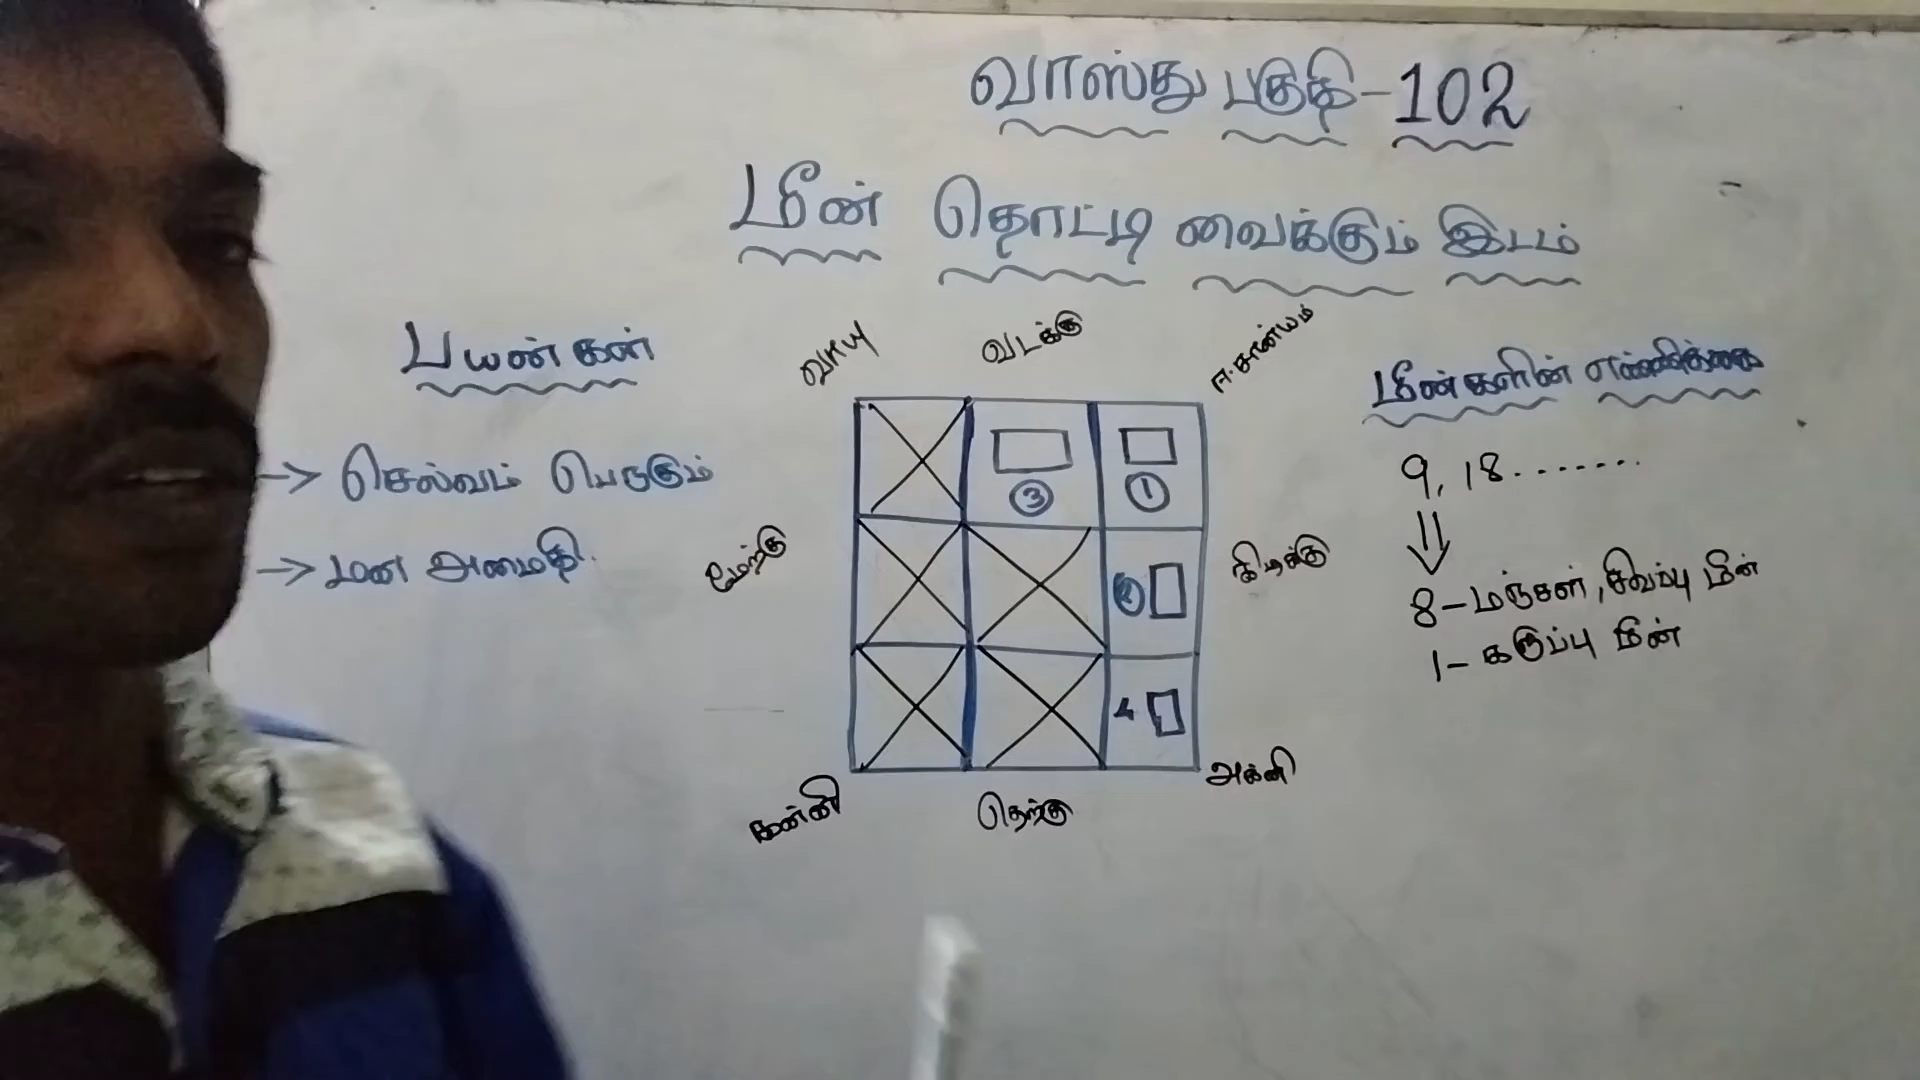 வாஸ்து பகுதி-102
மீன் தொட்டி வைக்கும் இடம்
பயன்கள்
→ செல்வம் பெருகும்
→ மன அமைதி.
வாயு
வடக்கு
ஈசான்யம்
3
1
மேற்கு
2
கிழக்கு
4
கன்னி
தெற்கு
அக்னி
மீன்களின் எண்ணிக்கை
9, 18.......
8-மஞ்சள், சிவப்பு மீன்
1- கருப்பு மீன்